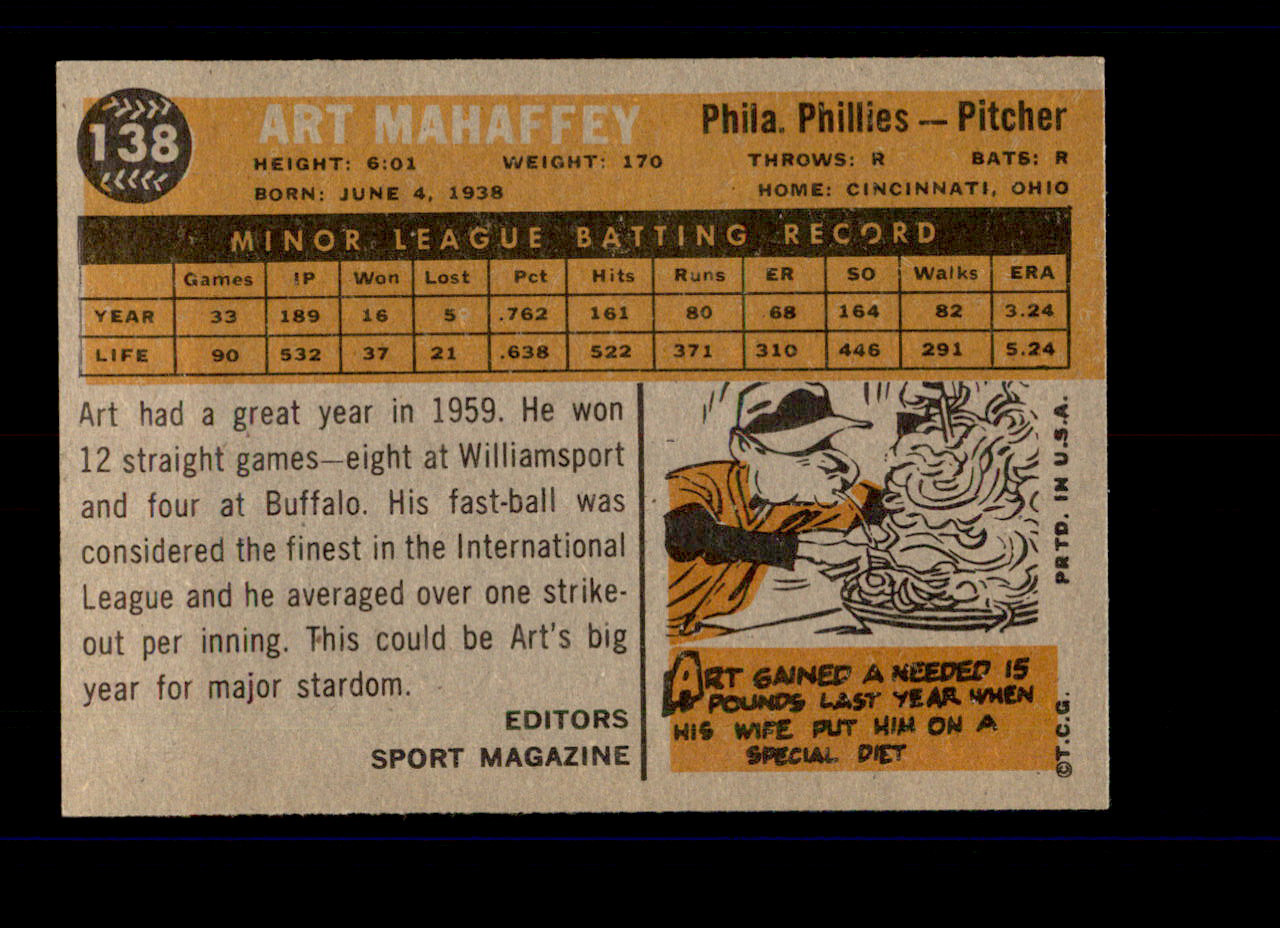 138
ART MAHAFFEY
Phila. Phillies — Pitcher
HEIGHT: 6:01 WEIGHT: 170 THROWS: R BATS: R
BORN: JUNE 4, 1938 HOME: CINCINNATI, OHIO
MINOR LEAGUE BATTING RECORD
Games IP Won Lost Pct Hits Runs ER SO Walks ERA
YEAR 33 189 16 5 .762 161 80 68 164 82 3.24
LIFE 90 532 37 21 .638 522 371 310 446 291 5.24
Art had a great year in 1959. He won
12 straight games—eight at Williamsport
and four at Buffalo. His fast-ball was
considered the finest in the International
League and he averaged over one strike-
out per inning. This could be Art's big
year for major stardom.
EDITORS
SPORT MAGAZINE
ART GAINED A NEEDED 15
POUNDS LAST YEAR WHEN
HIS WIFE PUT HIM ON A
SPECIAL DIET
©T.C.G. PRTD. IN U.S.A.